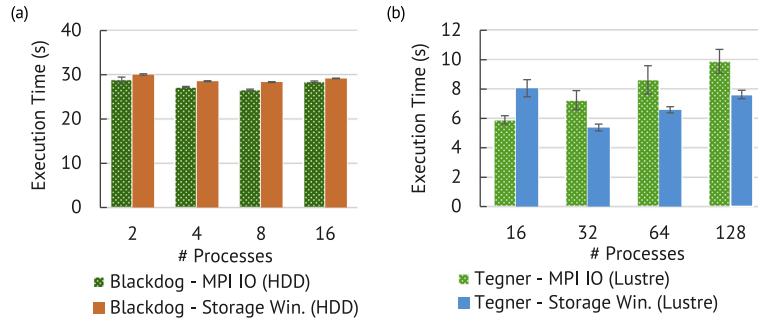 (a)
Execution Time (s)
40
30
20
10
0
2 4 8 16
# Processes
Blackdog - MPI IO (HDD)
Blackdog - Storage Win. (HDD)
(b)
Execution Time (s)
12
10
8
6
4
2
0
16 32 64 128
# Processes
Tegner - MPI IO (Lustre)
Tegner - Storage Win. (Lustre)